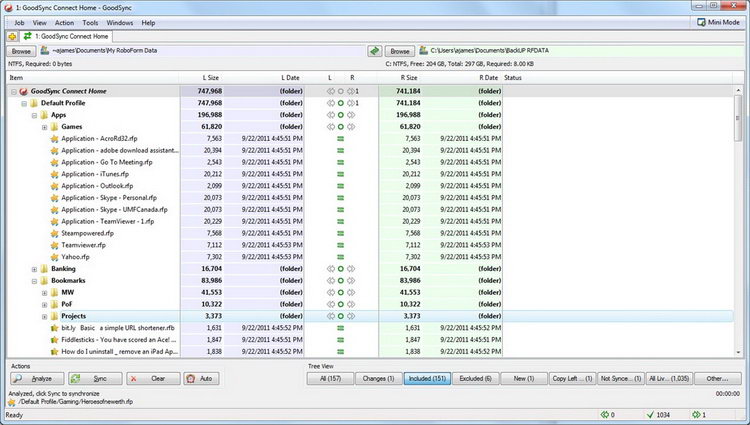 1: GoodSync Connect Home - GoodSync
Job View Action Tools Windows Help Mini Mode
1: GoodSync Connect Home
Browse ~ajames\Documents\My RoboForm Data Browse C:\Users\ajames\Documents\BackUP RFDATA
NTFS, Required: 0 bytes C: NTFS, Free: 204 GB, Total: 297 GB, Required: 8.00 KB
Item L Size L Date L R R Size R Date Status
GoodSync Connect Home 747,968 (folder) 1 741,184 (folder)
Default Profile 747,968 (folder) 1 741,184 (folder)
Apps 196,988 (folder) 196,988 (folder)
Games 61,820 (folder) 61,820 (folder)
Application - AcroRd32.rfp 7,563 9/22/2011 4:45:51 PM 7,563 9/22/2011 4:45:51 PM
Application - adobe download assistant... 20,394 9/22/2011 4:45:51 PM 20,394 9/22/2011 4:45:51 PM
Application - Go To Meeting.rfp 2,543 9/22/2011 4:45:51 PM 2,543 9/22/2011 4:45:51 PM
Application - iTunes.rfp 20,212 9/22/2011 4:45:51 PM 20,212 9/22/2011 4:45:51 PM
Application - Outlook.rfp 2,099 9/22/2011 4:45:51 PM 2,099 9/22/2011 4:45:51 PM
Application - Skype - Personal.rfp 20,073 9/22/2011 4:45:51 PM 20,073 9/22/2011 4:45:51 PM
Application - Skype - UMFCanada.rfp 20,073 9/22/2011 4:45:51 PM 20,073 9/22/2011 4:45:51 PM
Application - TeamViewer - 1.rfp 20,229 9/22/2011 4:45:51 PM 20,229 9/22/2011 4:45:51 PM
Steampowered.rfp 7,568 9/22/2011 4:45:53 PM 7,568 9/22/2011 4:45:53 PM
Teamviewer.rfp 7,112 9/22/2011 4:45:53 PM 7,112 9/22/2011 4:45:53 PM
Yahoo.rfp 7,302 9/22/2011 4:45:53 PM 7,302 9/22/2011 4:45:53 PM
Banking 16,704 (folder) 16,704 (folder)
Bookmarks 83,986 (folder) 83,986 (folder)
MW 41,553 (folder) 41,553 (folder)
PoF 10,322 (folder) 10,322 (folder)
Projects 3,373 (folder) 3,373 (folder)
bit.ly Basic a simple URL shortener.rfb 1,631 9/22/2011 4:45:52 PM 1,631 9/22/2011 4:45:52 PM
Fiddlesticks - You have scored an Ace! ... 1,847 9/22/2011 4:45:52 PM 1,847 9/22/2011 4:45:52 PM
How do I uninstall _ remove an iPad Ap... 1,838 9/22/2011 4:45:52 PM 1,838 9/22/2011 4:45:52 PM
Actions Tree View
Analyze Sync Clear Auto All (157) Changes (1) Included (151) Excluded (6) New (1) Copy Left ... (1) Not Synce... (1) All Liv... (1,035) Other...
Analyzed, click Sync to synchronize 00:00:00
/Default Profile/Gaming/Heroesofnewerth.rfp
Ready 0 1034 1